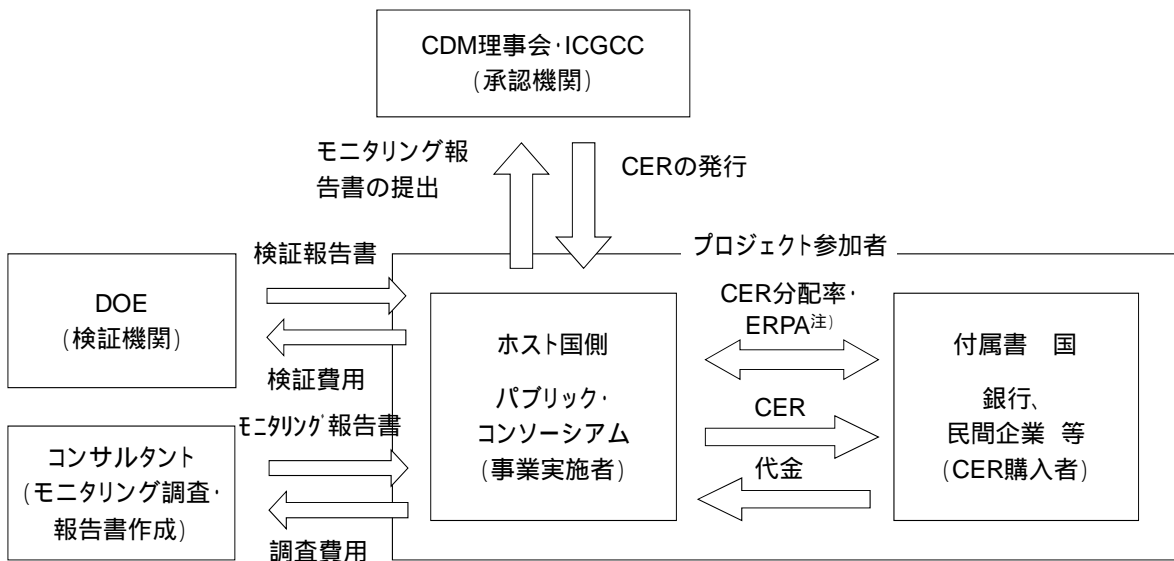 CDM理事会・ICGCC
(承認機関)
モニタリング報
告書の提出
CERの発行
プロジェクト参加者
検証報告書
DOE
(検証機関)
検証費用
モニタリング報告書
コンサルタント
(モニタリング調査・
報告書作成)
調査費用
ホスト国側
パブリック・
コンソーシアム
(事業実施者)
CER分配率・
ERPA注)
CER
代金
付属書 国
銀行、
民間企業 等
(CER購入者)